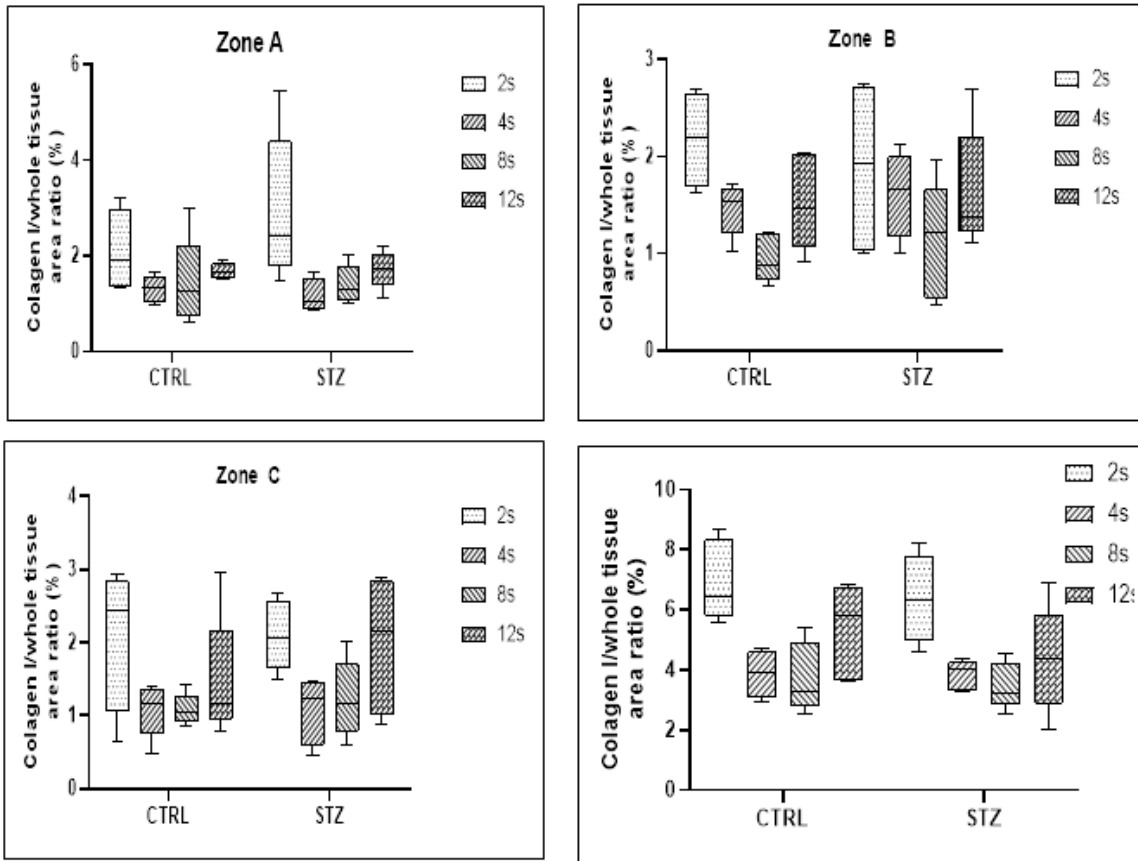 Zone A
Colagen I/whole tissue
area ratio (%)
6
4
2
0
CTRL
STZ
2s
4s
8s
12s
Zone B
Colagen I/whole tissue
area ratio (%)
3
2
1
0
CTRL
STZ
2s
4s
8s
12s
Zone C
Colagen I/whole tissue
area ratio (%)
4
3
2
1
0
CTRL
STZ
2s
4s
8s
12s
Colagen I/whole tissue
area ratio (%)
10
8
6
4
2
0
CTRL
STZ
2s
4s
8s
12s